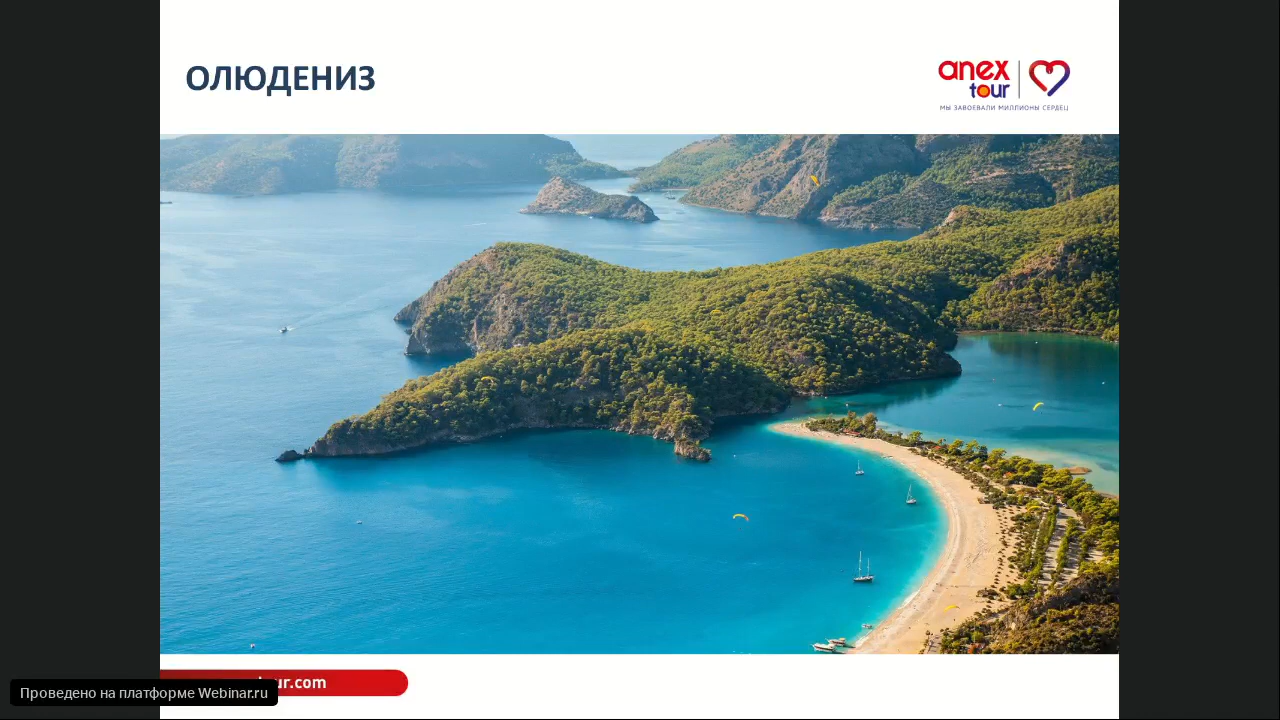 ОЛЮДЕНИЗ
anex
tour
МЫ ЗАВОЕВАЛИ МИЛЛИОНЫ СЕРДЕЦ
ur.com
Проведено на платформе Webinar.ru